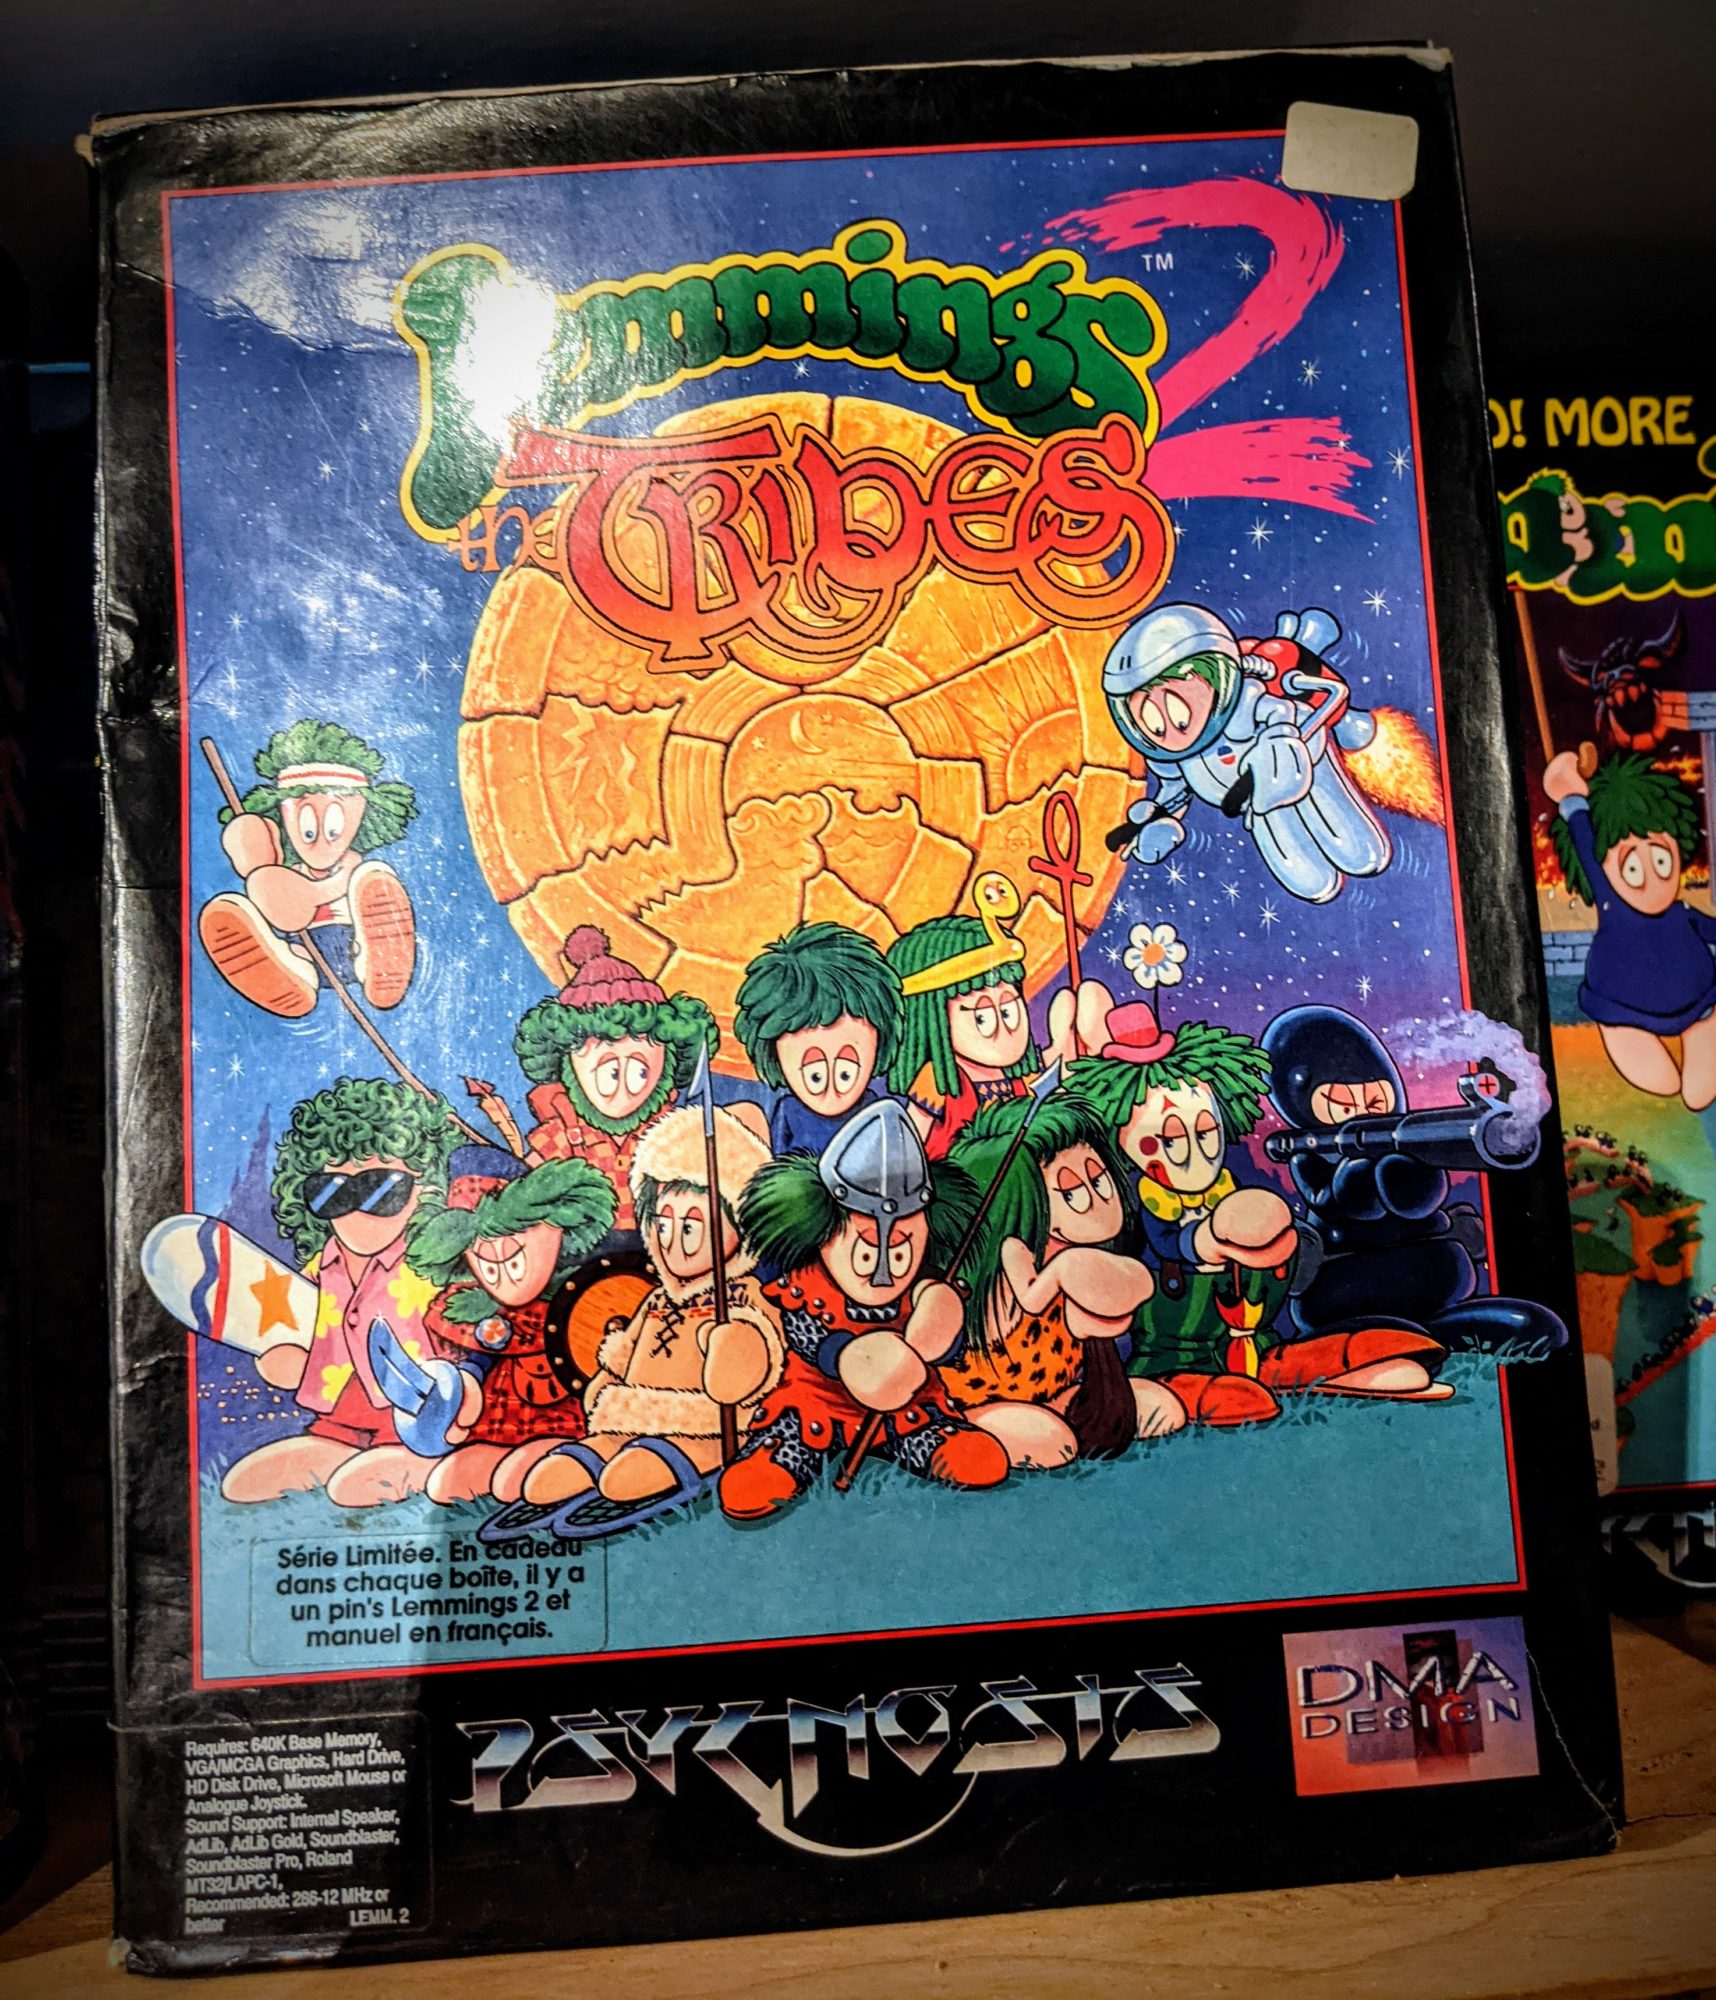 Lemmings 2
TM
the Tribes
O! MORE
Série Limitée. En cadeau
dans chaque boîte, il y a
un pin's Lemmings 2 et
manuel en français.
PSYGNOSIS
DMA
DESIGN
Requires: 640K Base Memory,
VGA/MCGA Graphics, Hard Drive,
HD Disk Drive, Microsoft Mouse or
Analogue Joystick.
Sound Support: Internal Speaker,
AdLib, AdLib Gold, Soundblaster,
Soundblaster Pro, Roland
MT32/LAPC-1,
Recommended: 286-12 MHz or
better
LEMM. 2